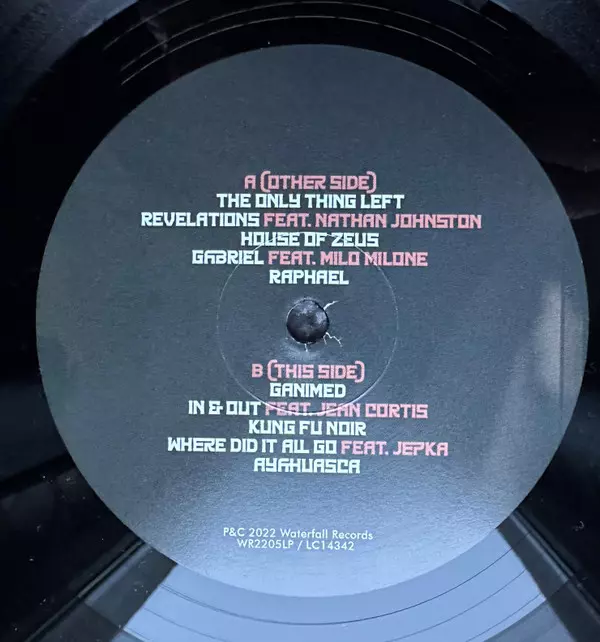 A (OTHER SIDE)
THE ONLY THING LEFT
REVELATIONS FEAT. NATHAN JOHNSTON
HOUSE OF ZEUS
GABRIEL FEAT. MILO MILONE
RAPHAEL
B (THIS SIDE)
GANIMED
IN & OUT FEAT. JEAN CORTIS
KUNG FU NOIR
WHERE DID IT ALL GO FEAT. JEPKA
AYAHUASCA
P&C 2022 Waterfall Records
WR2205LP / LC14342